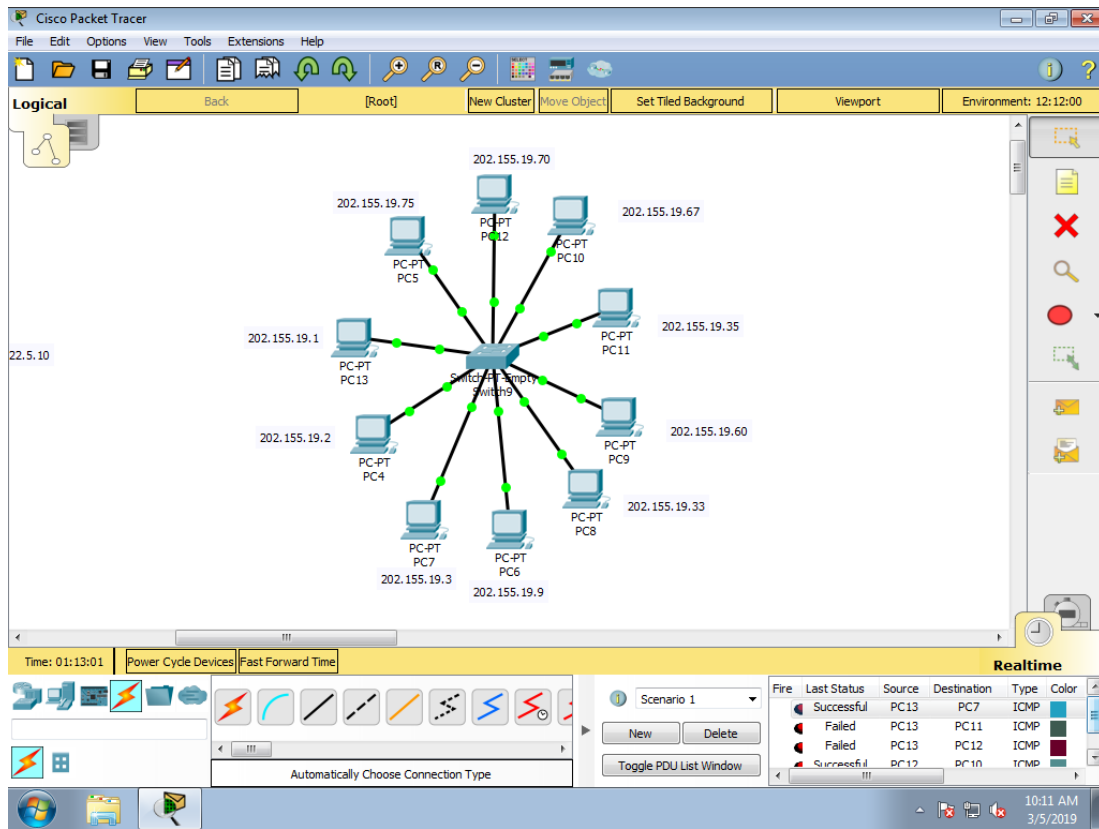 Cisco Packet Tracer
File Edit Options View Tools Extensions Help
Logical Back [Root] New Cluster Move Object Set Tiled Background Viewport Environment: 12:12:00
202.155.19.70
202.155.19.75
202.155.19.67
PC-PT
PC12
PC-PT
PC10
PC-PT
PC5
202.155.19.1
202.155.19.35
PC-PT
PC11
22.5.10
PC-PT
PC13
Switch-PT-Empty
Switch9
202.155.19.2
202.155.19.60
PC-PT
PC9
PC-PT
PC4
202.155.19.33
PC-PT
PC8
PC-PT
PC7
PC-PT
PC6
202.155.19.3
202.155.19.9
Time: 01:13:01 Power Cycle Devices Fast Forward Time
Realtime
Scenario 1
New Delete
Toggle PDU List Window
Automatically Choose Connection Type
Fire Last Status Source Destination Type Color
Successful PC13 PC7 ICMP
Failed PC13 PC11 ICMP
Failed PC13 PC12 ICMP
Successful PC12 PC10 ICMP
10:11 AM
3/5/2019